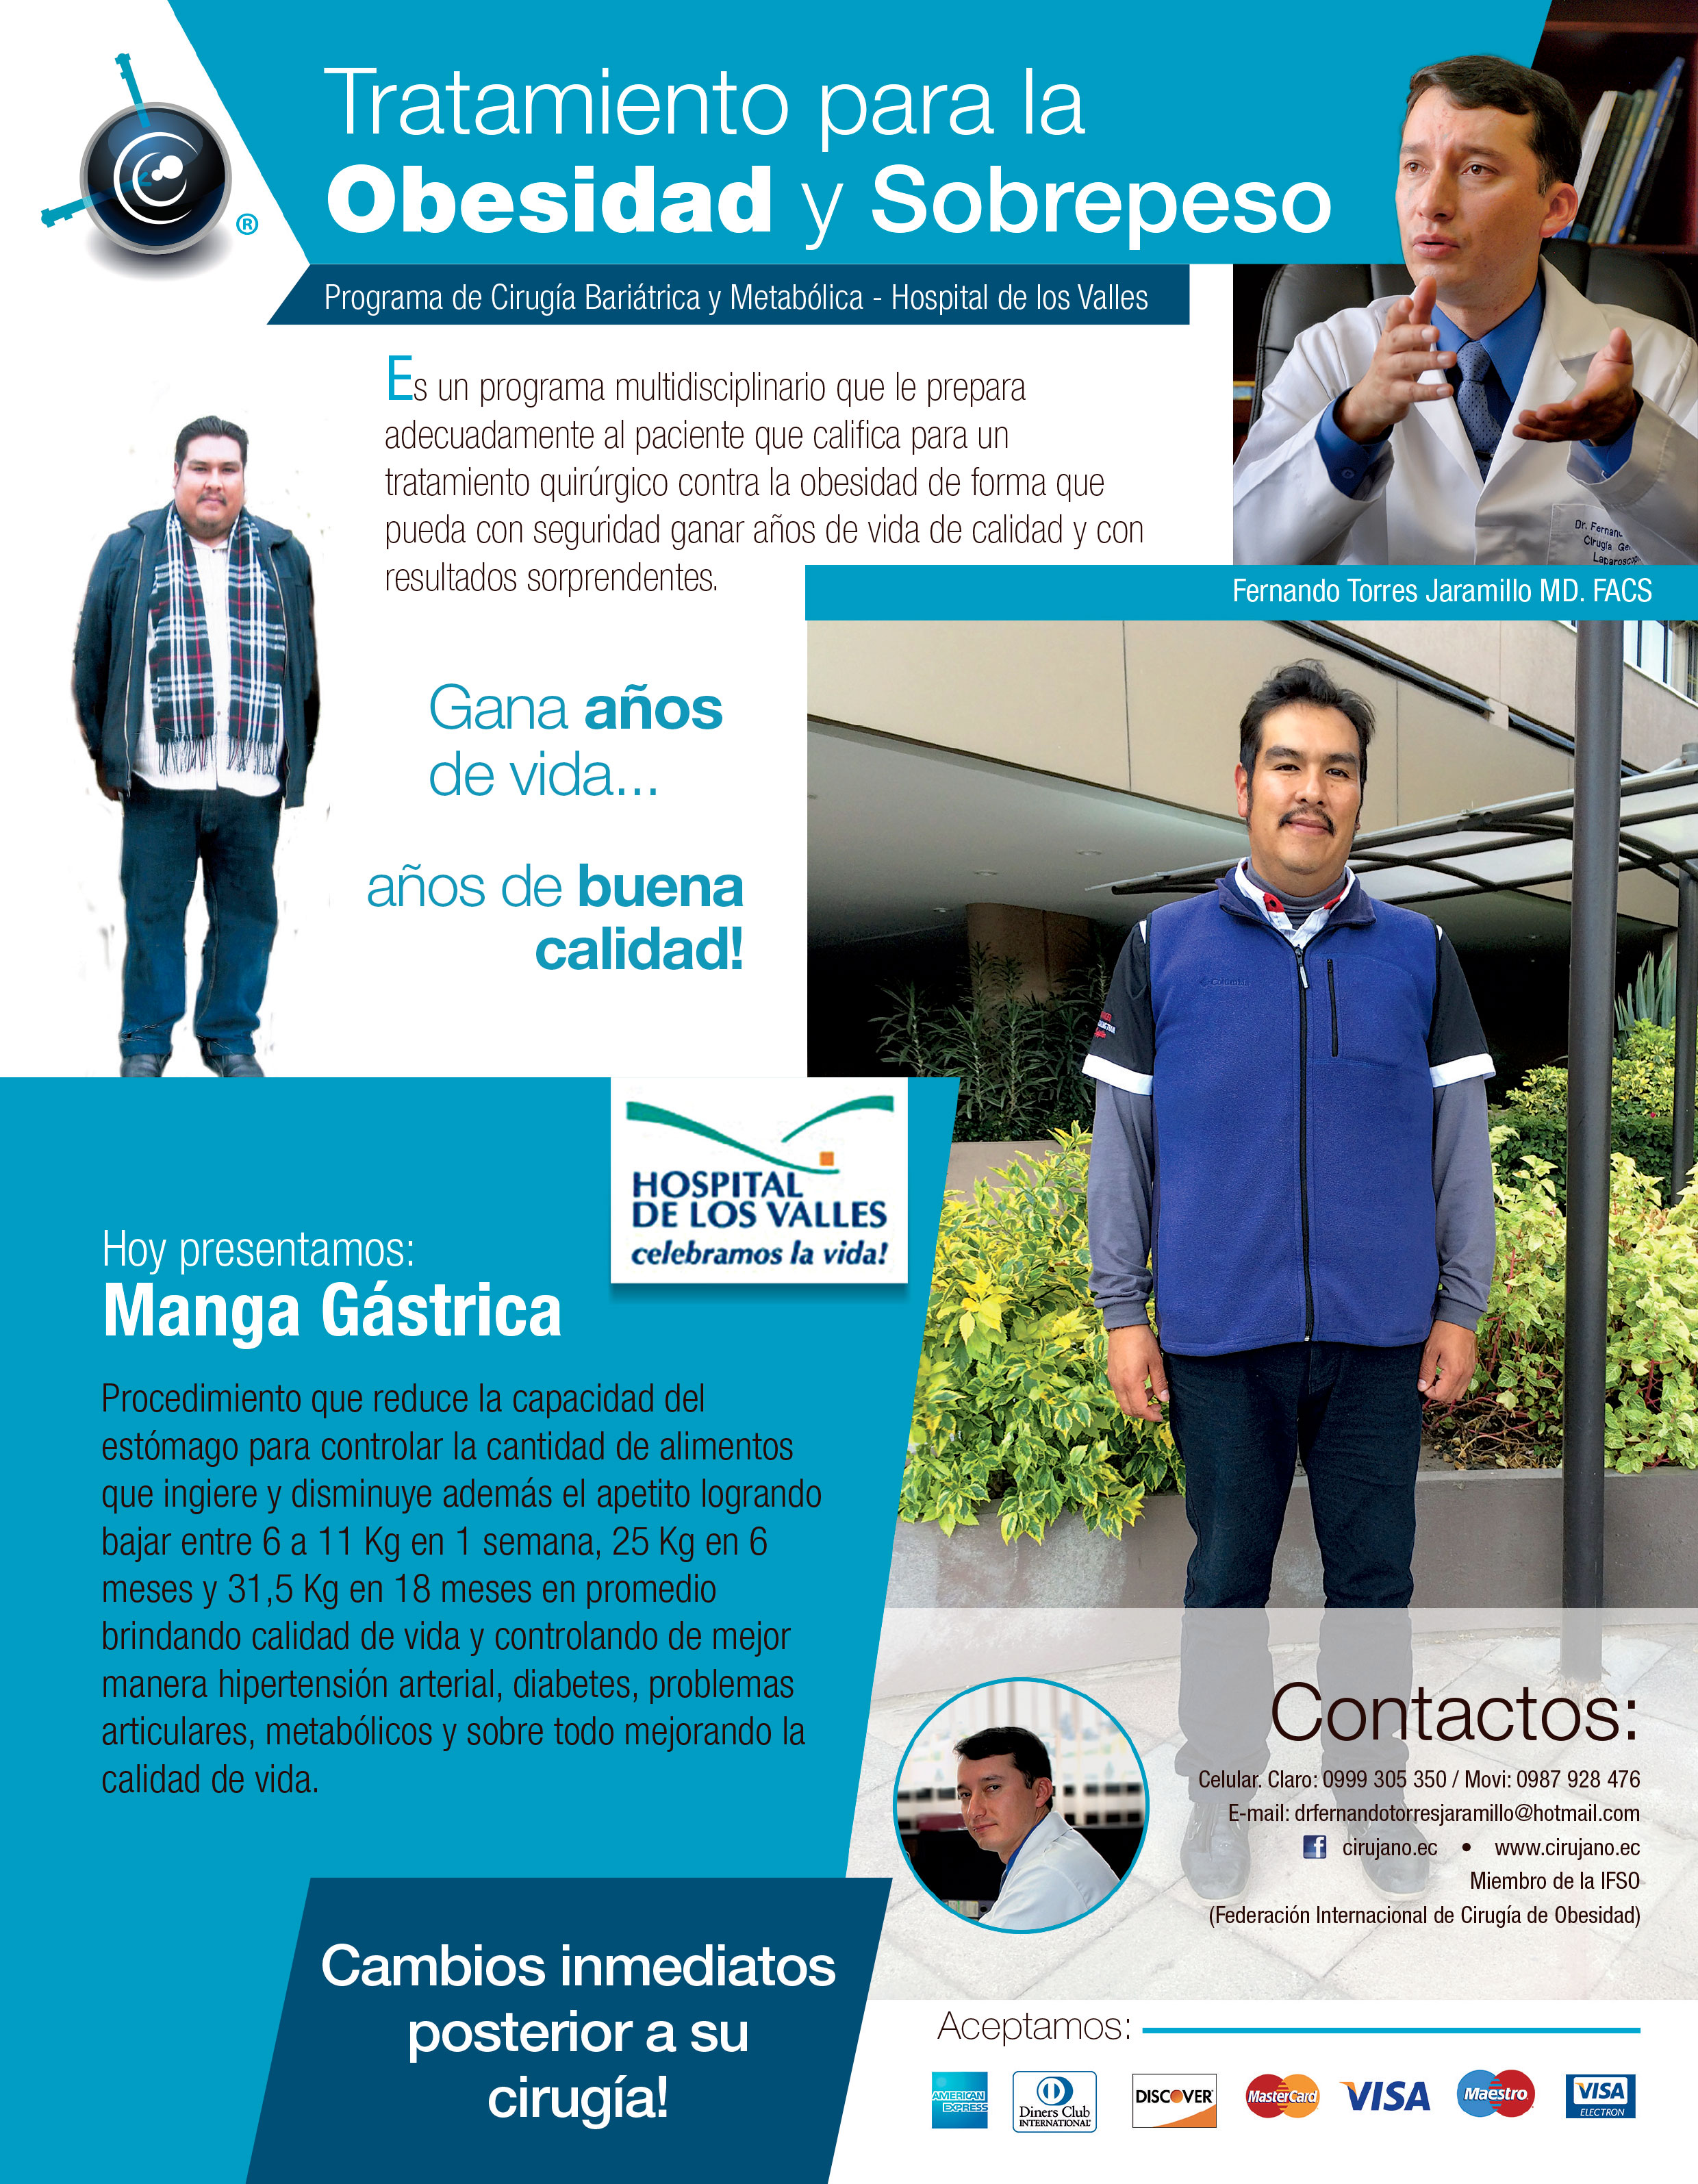 Tratamiento para la
Obesidad y Sobrepeso
®
Programa de Cirugía Bariátrica y Metabólica - Hospital de los Valles
Es un programa multidisciplinario que le prepara
adecuadamente al paciente que califica para un
tratamiento quirúrgico contra la obesidad de forma que
pueda con seguridad ganar años de vida de calidad y con
resultados sorprendentes.
Dr. Fernan
Cirugía Ge
Laparoscop
Fernando Torres Jaramillo MD. FACS
Gana años
de vida...
años de buena
calidad!
Columbia
HOSPITAL
DE LOS VALLES
celebramos la vida!
Hoy presentamos:
Manga Gástrica
Procedimiento que reduce la capacidad del
estómago para controlar la cantidad de alimentos
que ingiere y disminuye además el apetito logrando
bajar entre 6 a 11 Kg en 1 semana, 25 Kg en 6
meses y 31,5 Kg en 18 meses en promedio
brindando calidad de vida y controlando de mejor
manera hipertensión arterial, diabetes, problemas
articulares, metabólicos y sobre todo mejorando la
calidad de vida.
Cambios inmediatos
posterior a su
cirugía!
Contactos:
Celular. Claro: 0999 305 350 / Movi: 0987 928 476
E-mail: drfernandotorresjaramillo@hotmail.com
f cirujano.ec • www.cirujano.ec
Miembro de la IFSO
(Federación Internacional de Cirugía de Obesidad)
Aceptamos:
AMERICAN EXPRESS
Diners Club INTERNATIONAL
DISCOVER
MasterCard
VISA
Maestro
VISA ELECTRON